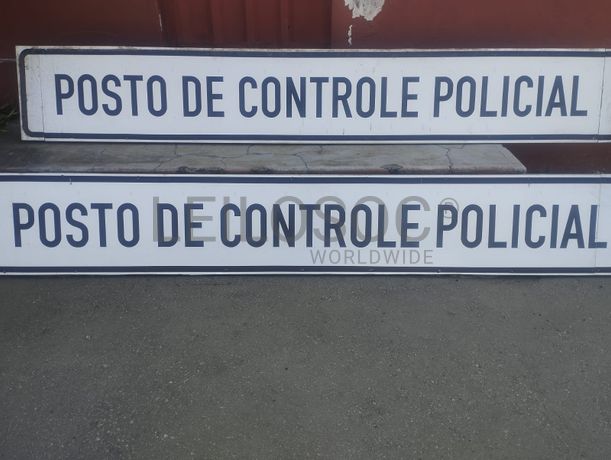 POSTO DE CONTROLE POLICIAL
POSTO DE CONTROLE POLICIAL
LEILOSOC©
WORLDWIDE